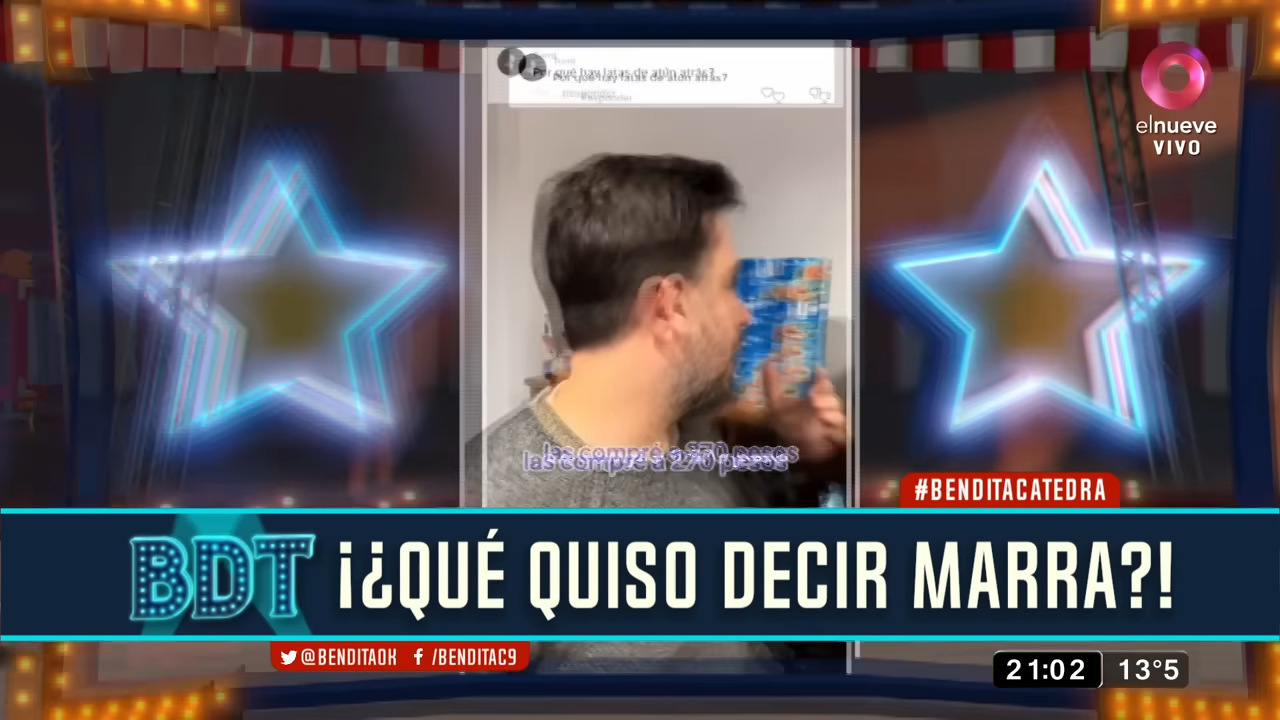 Por qué hay latas de atún atrás?
Responder
elnueve
VIVO
las compré a 270 pesos
#BENDITACATEDRA
BDT
¡¿QUÉ QUISO DECIR MARRA?!
@BENDITAOK
/BENDITAC9
21:02
13°5